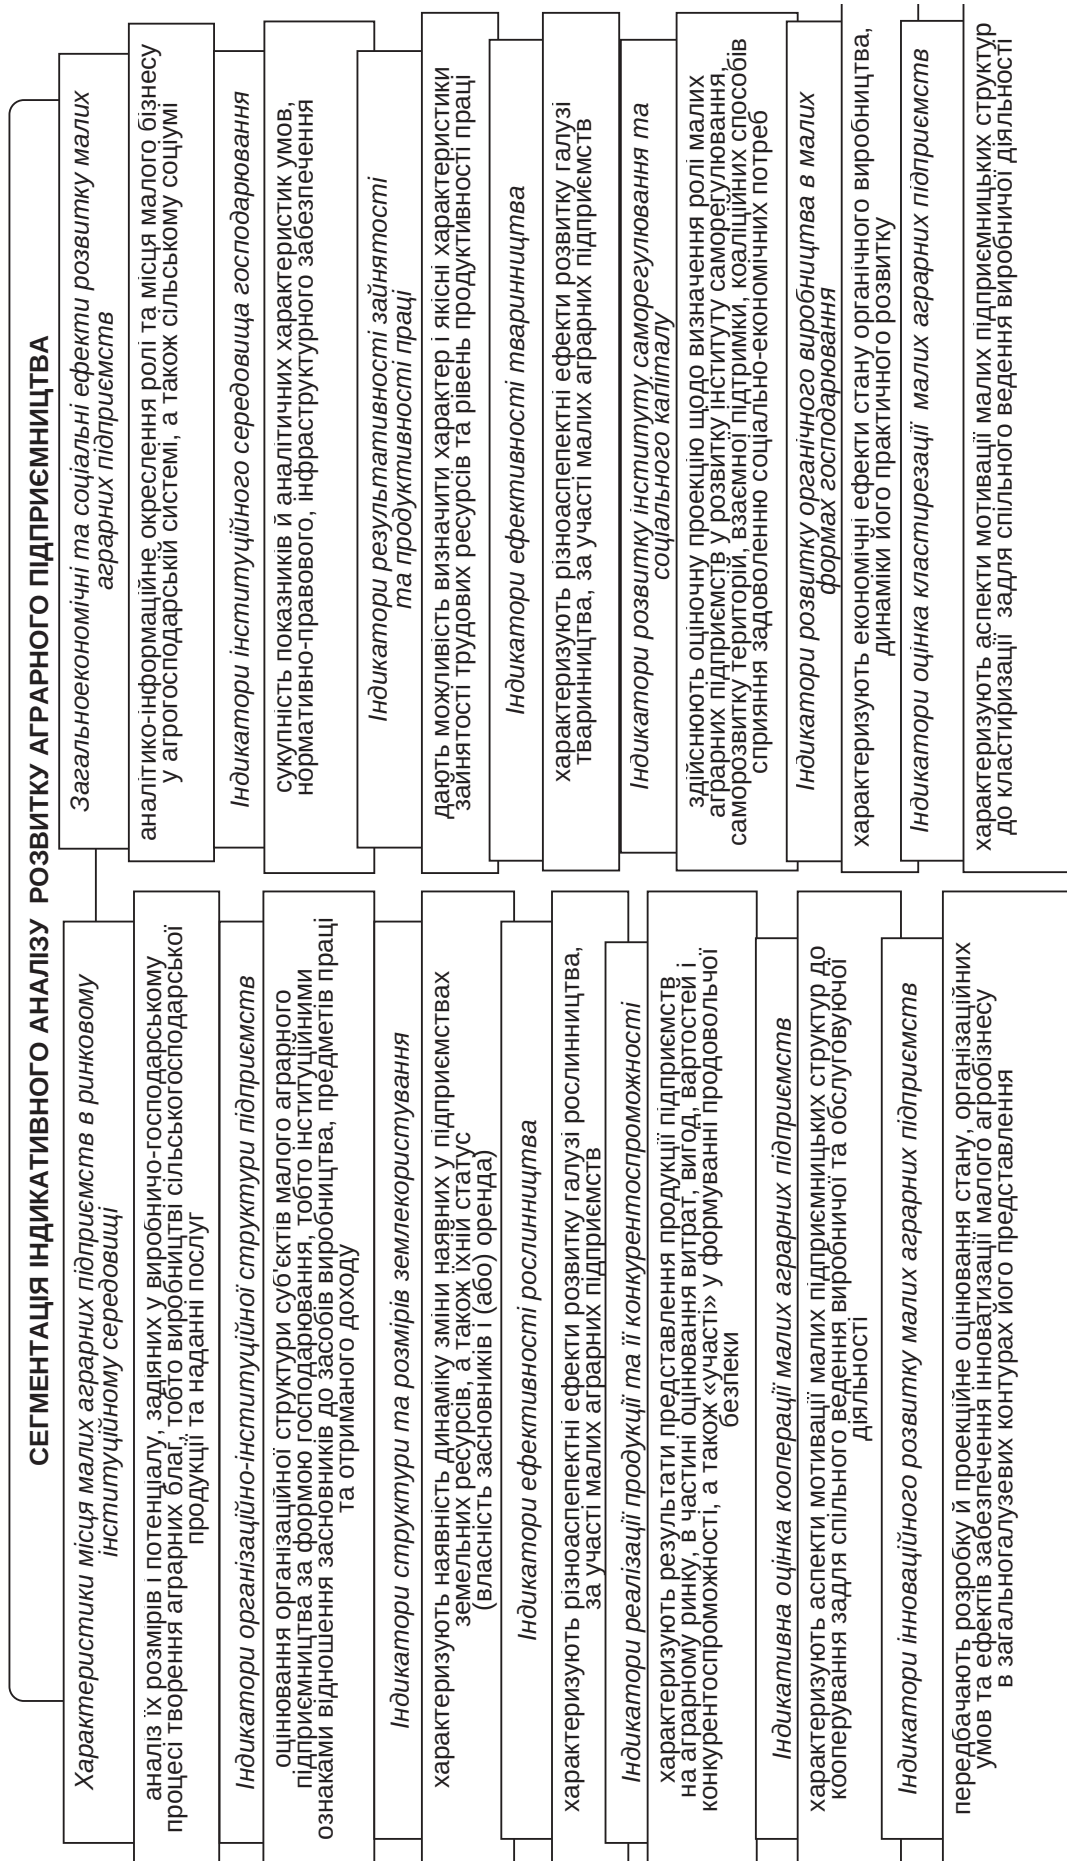 СЕГМЕНТАЦІЯ ІНДИКАТИВНОГО АНАЛІЗУ РОЗВИТКУ АГРАРНОГО ПІДПРИЄМНИЦТВА
Характеристики місця малих аграрних підприємств в ринковому
інституційному середовищі
аналіз їх розмірів і потенціалу, задіяних у виробничо-господарському
процесі творення аграрних благ, тобто виробництві сільськогосподарської
продукції та наданні послуг
Індикатори організаційно-інституційної структури підприємств
оцінювання організаційної структури суб'єктів малого аграрного
підприємництва за формою господарювання, тобто інституційними
ознаками відношення засновників до засобів виробництва, предметів праці
та отриманого доходу
Індикатори структури та розмірів землекористування
характеризують наявність динаміку зміни наявних у підприємствах
земельних ресурсів, а також їхній статус
(власність засновників і (або) оренда)
Індикатори ефективності рослинництва
характеризують різноаспектні ефекти розвитку галузі рослинництва,
за участі малих аграрних підприємств
Індикатори реалізації продукції та її конкурентоспроможності
характеризують результати представлення продукції підприємств
на аграрному ринку, в частині оцінювання витрат, вигод, вартостей і
конкурентоспроможності, а також «участі» у формуванні продовольчої
безпеки
Індикативна оцінка кооперації малих аграрних підприємств
характеризують аспекти мотивації малих підприємницьких структур до
кооперування задля спільного ведення виробничої та обслуговуючої
діяльності
Індикатори інноваційного розвитку малих аграрних підприємств
передбачають розробку й проекційне оцінювання стану, організаційних
умов та ефектів забезпечення інноватизації малого агробізнесу
в загальногалузевих контурах його представлення
Загальноекономічні та соціальні ефекти розвитку малих
аграрних підприємств
аналітико-інформаційне окреслення ролі та місця малого бізнесу
у агрогосподарській системі, а також сільському соціумі
Індикатори інституційного середовища господарювання
сукупність показників й аналітичних характеристик умов,
нормативно-правового, інфраструктурного забезпечення
Індикатори результативності зайнятості
та продуктивності праці
дають можливість визначити характер і якісні характеристики
зайнятості трудових ресурсів та рівень продуктивності праці
Індикатори ефективності тваринництва
характеризують різноаспектні ефекти розвитку галузі
тваринництва, за участі малих аграрних підприємств
Індикатори розвитку інституту саморегулювання та
соціального капіталу
здійснюють оціночну проекцію щодо визначення ролі малих
аграрних підприємств у розвитку інституту саморегулювання,
саморозвитку територій, взаємної підтримки, коаліційних способів
сприяння задоволенню соціально-економічних потреб
Індикатори розвитку органічного виробництва в малих
формах господарювання
характеризують економічні ефекти стану органічного виробництва,
динаміки його практичного розвитку
Індикатори оцінка кластирезації малих аграрних підприємств
характеризують аспекти мотивації малих підприємницьких структур
до кластиризації задля спільного ведення виробничої діяльності